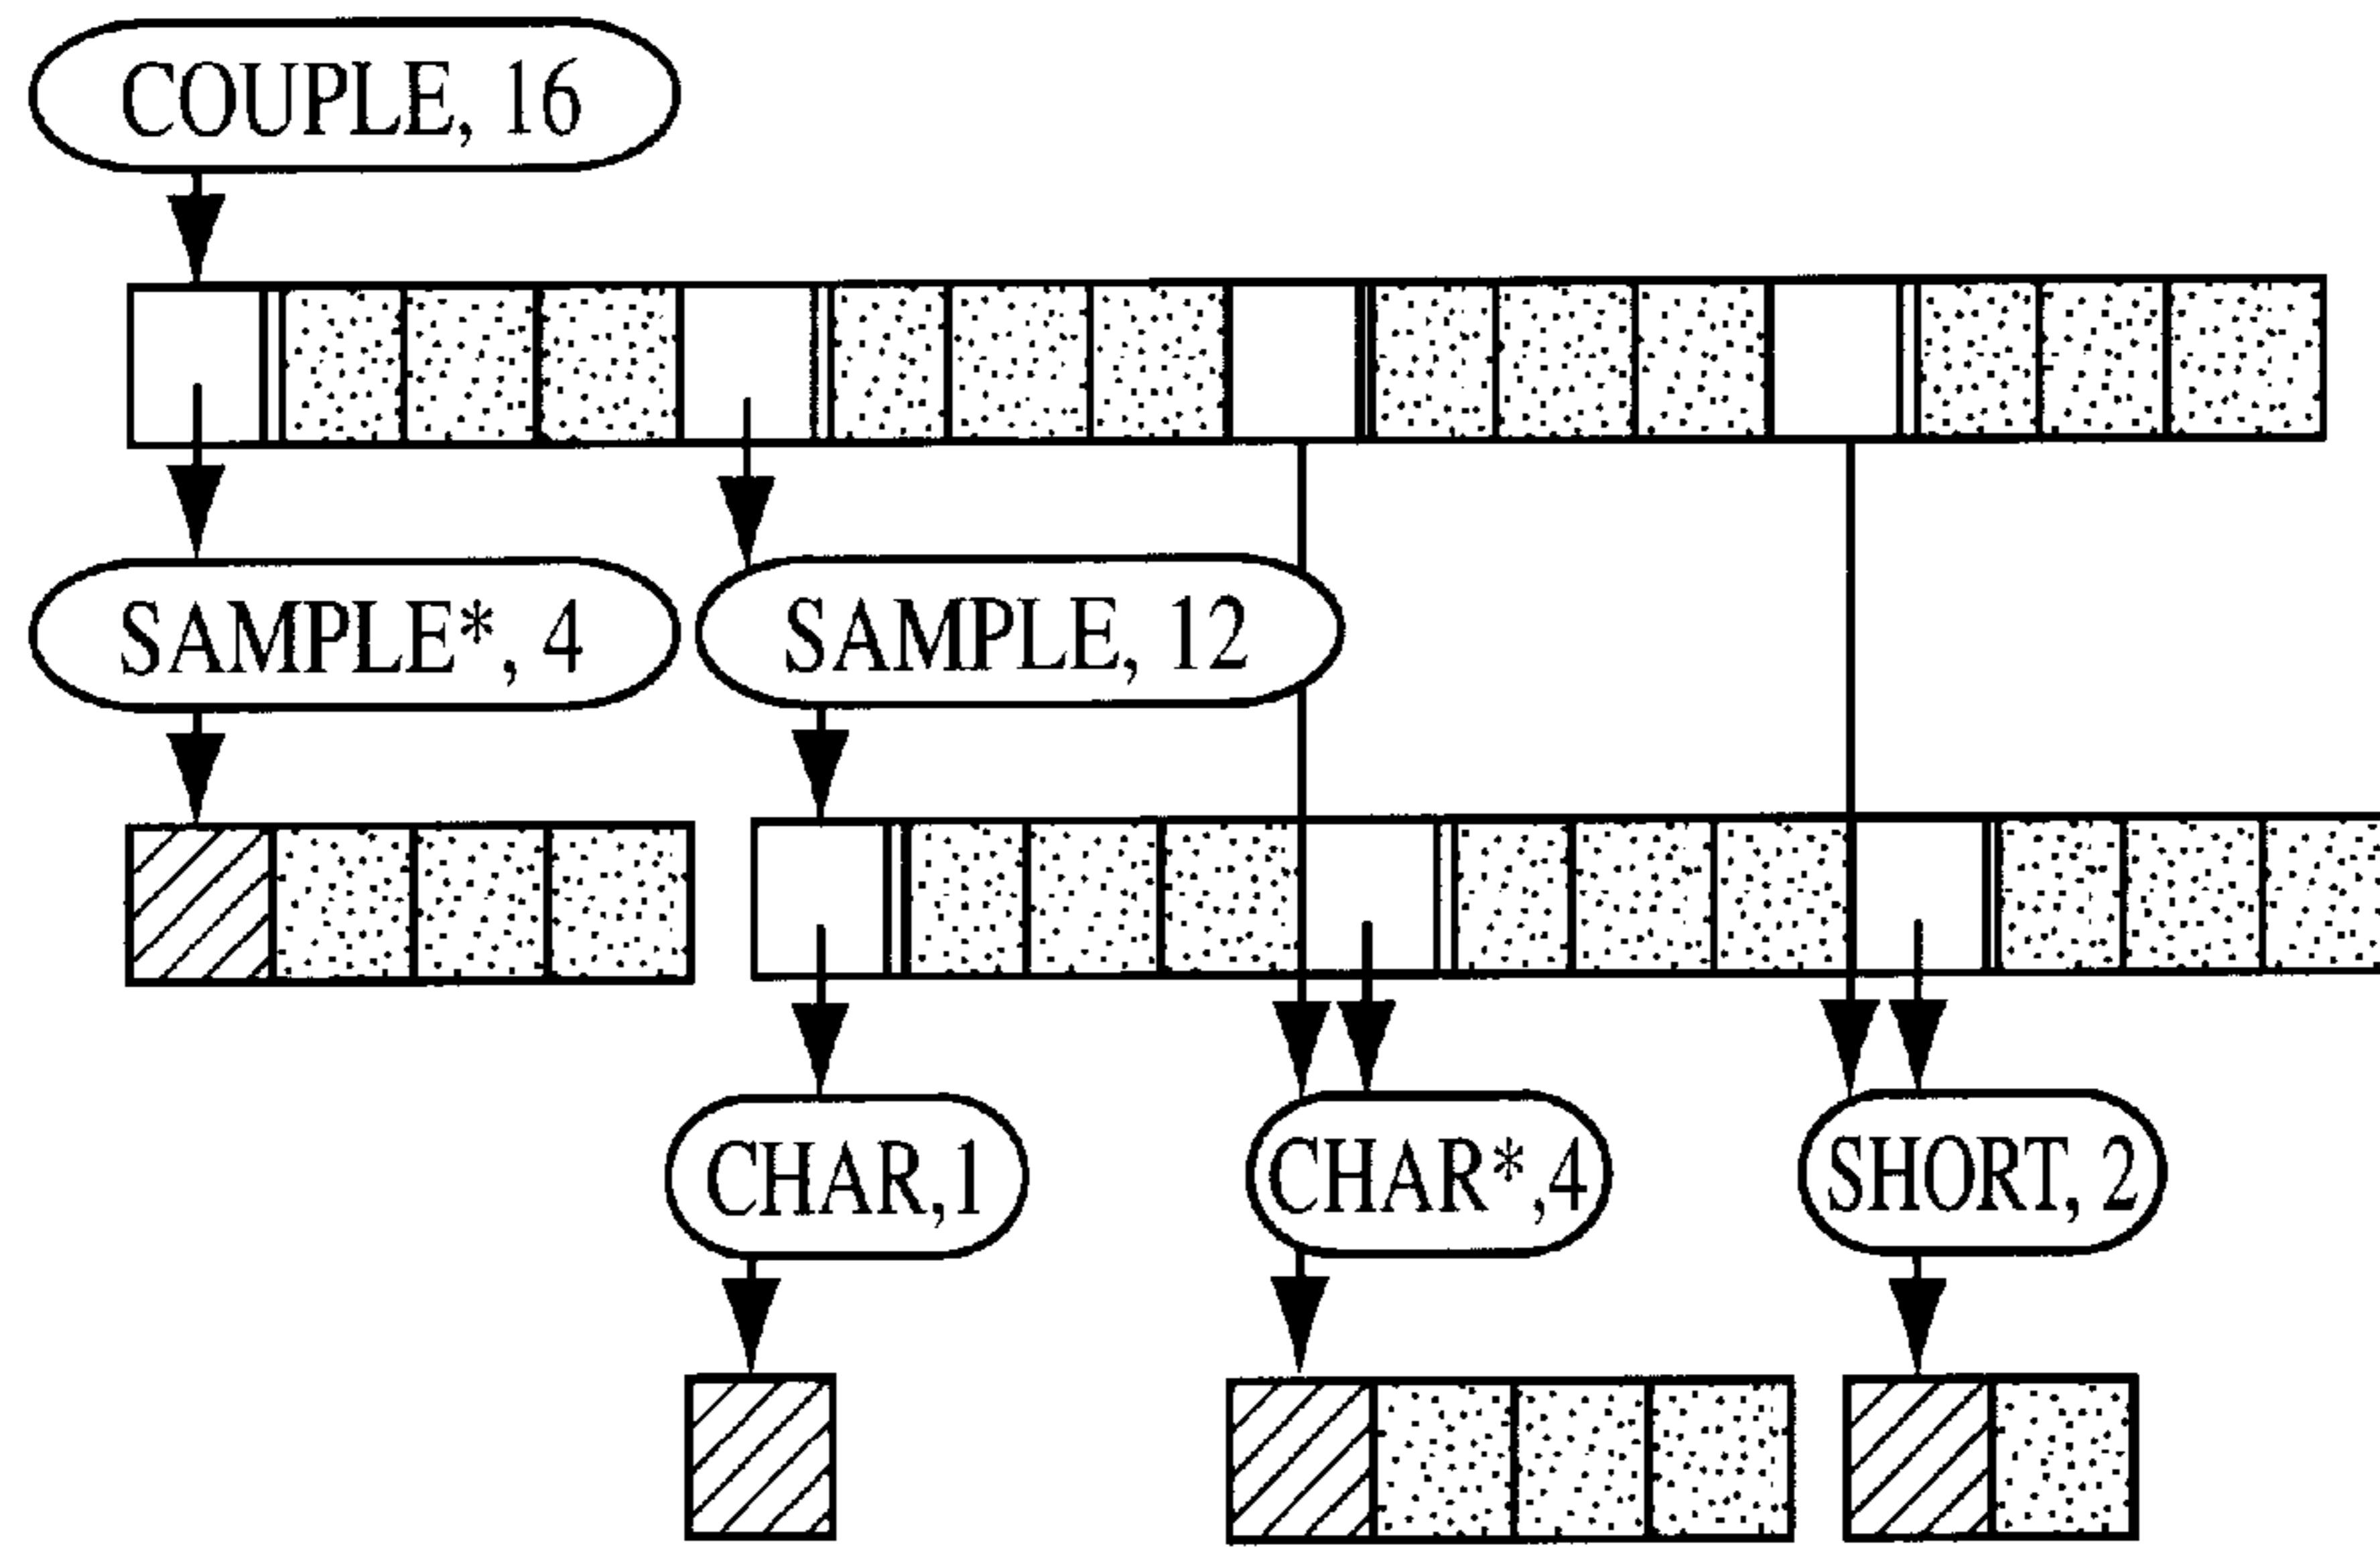 COUPLE, 16
SAMPLE*, 4
SAMPLE, 12
CHAR,1
CHAR*,4
SHORT, 2